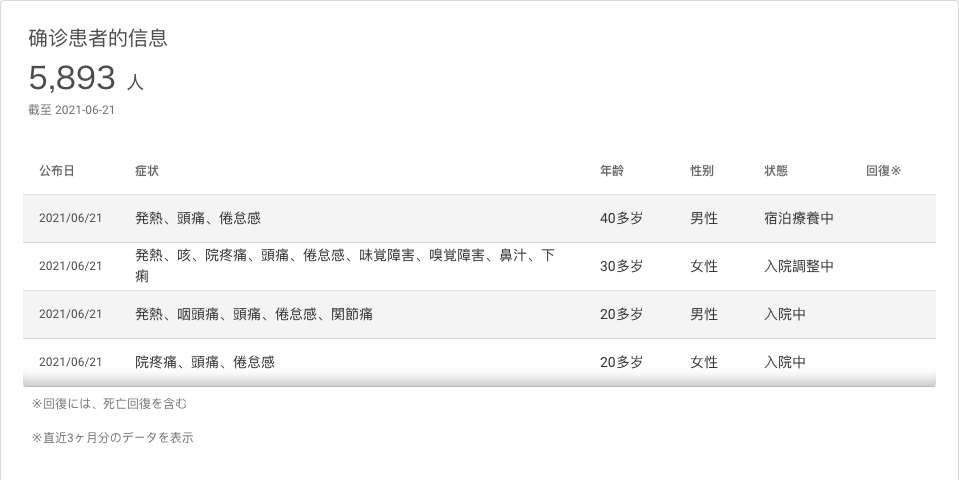 确诊患者的信息
5,893 人
截至 2021-06-21
公布日 症状 年龄 性别 状態 回復※
2021/06/21 発熱、頭痛、倦怠感 40多岁 男性 宿泊療養中
2021/06/21 発熱、咳、院疼痛、頭痛、倦怠感、味覚障害、嗅覚障害、鼻汁、下
痢 30多岁 女性 入院調整中
2021/06/21 発熱、咽頭痛、頭痛、倦怠感、関節痛 20多岁 男性 入院中
2021/06/21 院疼痛、頭痛、倦怠感 20多岁 女性 入院中
※回復には、死亡回復を含む
※直近3ヶ月分のデータを表示